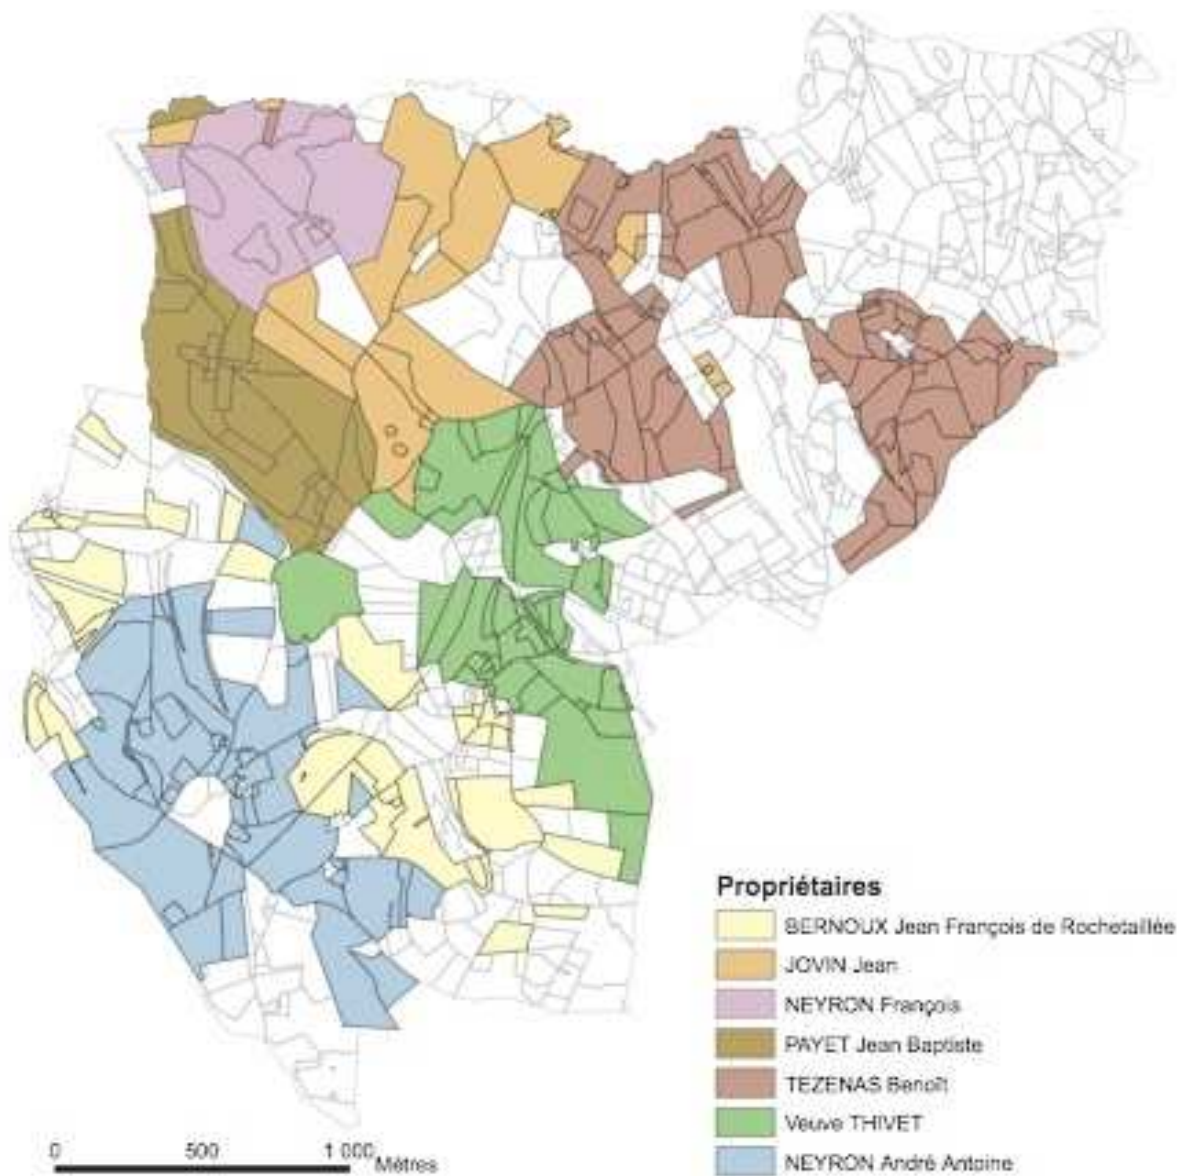 Propriétaires
BERNOUX Jean François de Rochetaillée
JOVIN Jean
NEYRON François
PAYET Jean Baptiste
TEZENAS Benoît
Veuve THIVET
NEYRON André Antoine
0 500 1 000
Mètres